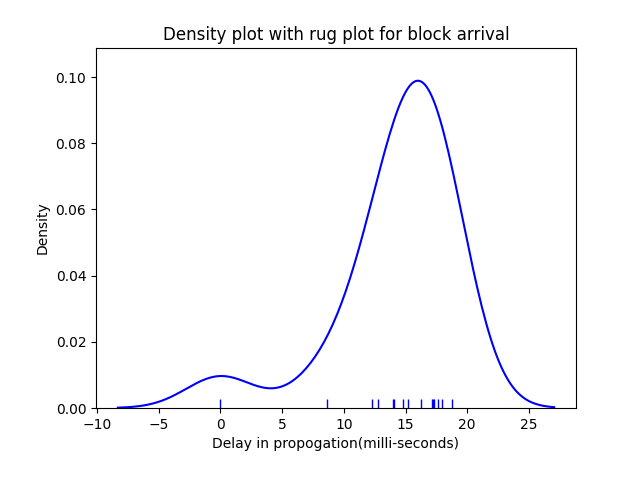 Density plot with rug plot for block arrival
0.10
0.08
0.06
0.04
0.02
0.00
Density
−10 −5 0 5 10 15 20 25
Delay in propogation(milli-seconds)